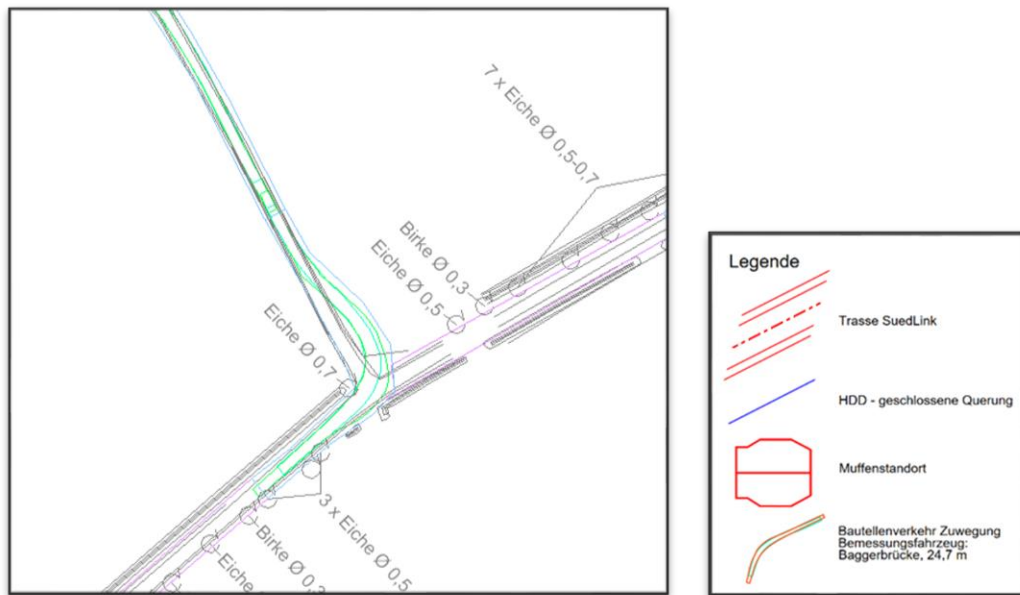 7 x Eiche Ø 0,5-0,7
Birke Ø 0,3
Eiche Ø 0,5
Eiche Ø 0,7
3 x Eiche Ø 0,5
Birke Ø 0,3
Eiche
Legende
Trasse SuedLink
HDD - geschlossene Querung
Muffenstandort
Bautellenverkehr Zuwegung
Bemessungsfahrzeug:
Baggerbrücke, 24,7 m